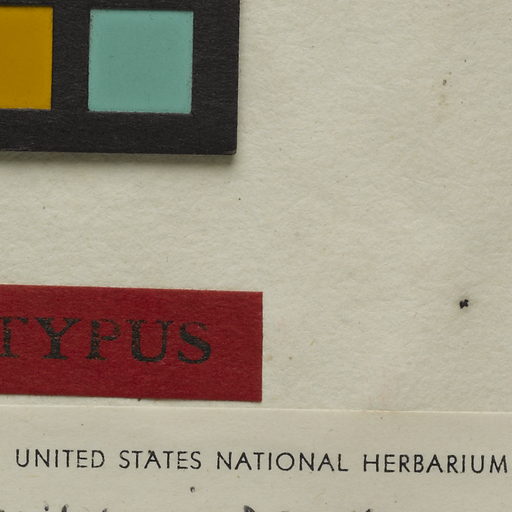 TYPUS
UNITED STATES NATIONAL HERBARIUM